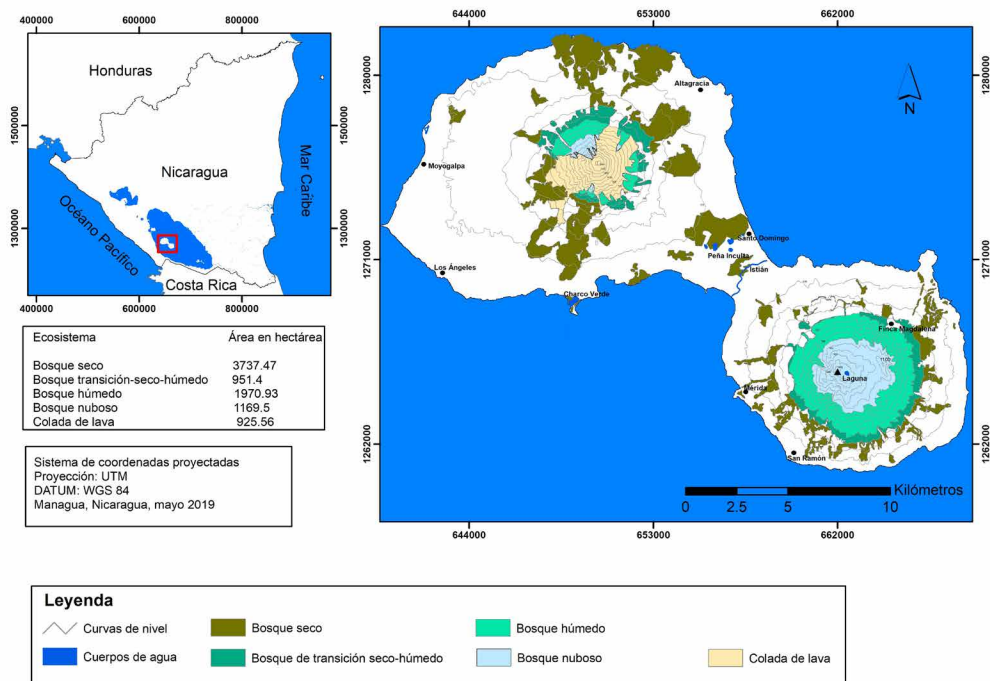 400000 600000 800000
400000 600000 800000
1500000
1300000
1500000
1300000
Honduras
Nicaragua
Mar Caribe
Océano Pacífico
Costa Rica
Ecosistema Área en hectárea
Bosque seco 3737.47
Bosque transición-seco-húmedo 951.4
Bosque húmedo 1970.93
Bosque nuboso 1169.5
Colada de lava 925.56
Sistema de coordenadas proyectadas
Proyección: UTM
DATUM: WGS 84
Managua, Nicaragua, mayo 2019
644000 653000 662000
1280000
1271000
1262000
1280000
1271000
1262000
N
Altagracia
Moyogalpa
Santo Domingo
Peña Inculta
Istián
Los Ángeles
Charco Verde
Finca Magdalena
1100
Laguna
Mérida
San Ramón
Kilómetros
0 2.5 5 10
644000 653000 662000
Leyenda
Curvas de nivel
Bosque seco
Bosque húmedo
Cuerpos de agua
Bosque de transición seco-húmedo
Bosque nuboso
Colada de lava